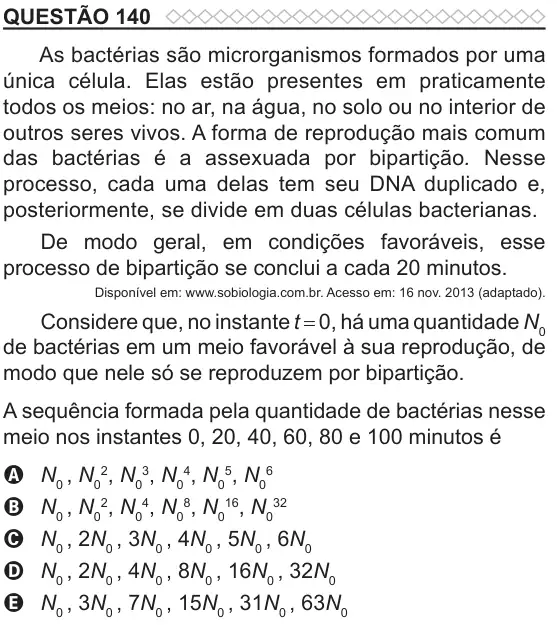 QUESTÃO 140
As bactérias são microrganismos formados por uma
única célula. Elas estão presentes em praticamente
todos os meios: no ar, na água, no solo ou no interior de
outros seres vivos. A forma de reprodução mais comum
das bactérias é a assexuada por bipartição. Nesse
processo, cada uma delas tem seu DNA duplicado e,
posteriormente, se divide em duas células bacterianas.
De modo geral, em condições favoráveis, esse
processo de bipartição se conclui a cada 20 minutos.
Disponível em: www.sobiologia.com.br. Acesso em: 16 nov. 2013 (adaptado).
Considere que, no instante t = 0, há uma quantidade N₀
de bactérias em um meio favorável à sua reprodução, de
modo que nele só se reproduzem por bipartição.
A sequência formada pela quantidade de bactérias nesse
meio nos instantes 0, 20, 40, 60, 80 e 100 minutos é
A N₀ , N₀², N₀³, N₀⁴, N₀⁵, N₀⁶
B N₀ , N₀², N₀⁴, N₀⁸, N₀¹⁶, N₀³²
C N₀ , 2N₀ , 3N₀ , 4N₀ , 5N₀ , 6N₀
D N₀ , 2N₀ , 4N₀ , 8N₀ , 16N₀ , 32N₀
E N₀ , 3N₀ , 7N₀ , 15N₀ , 31N₀ , 63N₀